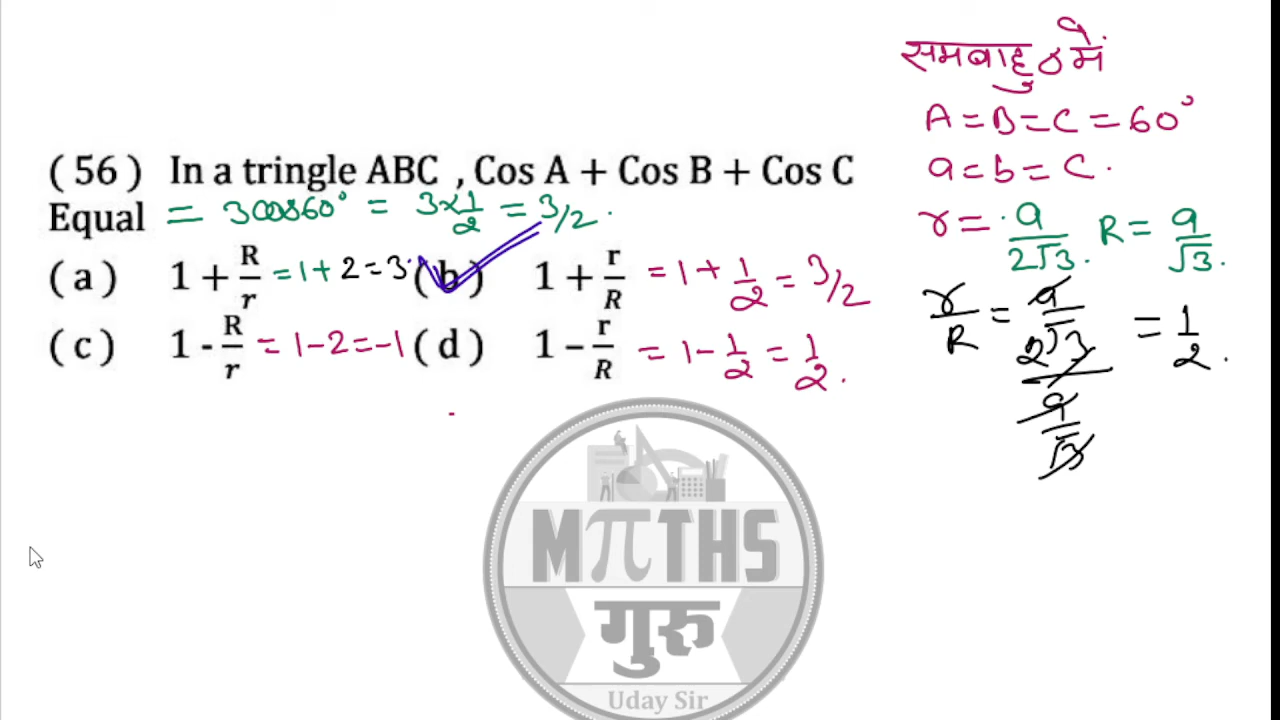 समबाहु Δ में
A = B = C = 60°
a = b = c.
( 56 ) In a tringle ABC , Cos A + Cos B + Cos C
Equal = 3cos60° = 3×1/2 = 3/2.
r = a/2√3. R = a/√3.
( a ) 1 + R/r = 1 + 2 = 3. ( b ) 1 + r/R = 1 + 1/2 = 3/2
r/R = a/2√3 / a/√3 = 1/2.
( c ) 1 - R/r = 1 - 2 = -1 ( d ) 1 − r/R = 1 - 1/2 = 1/2.
MπTHS
गुरु
Uday Sir